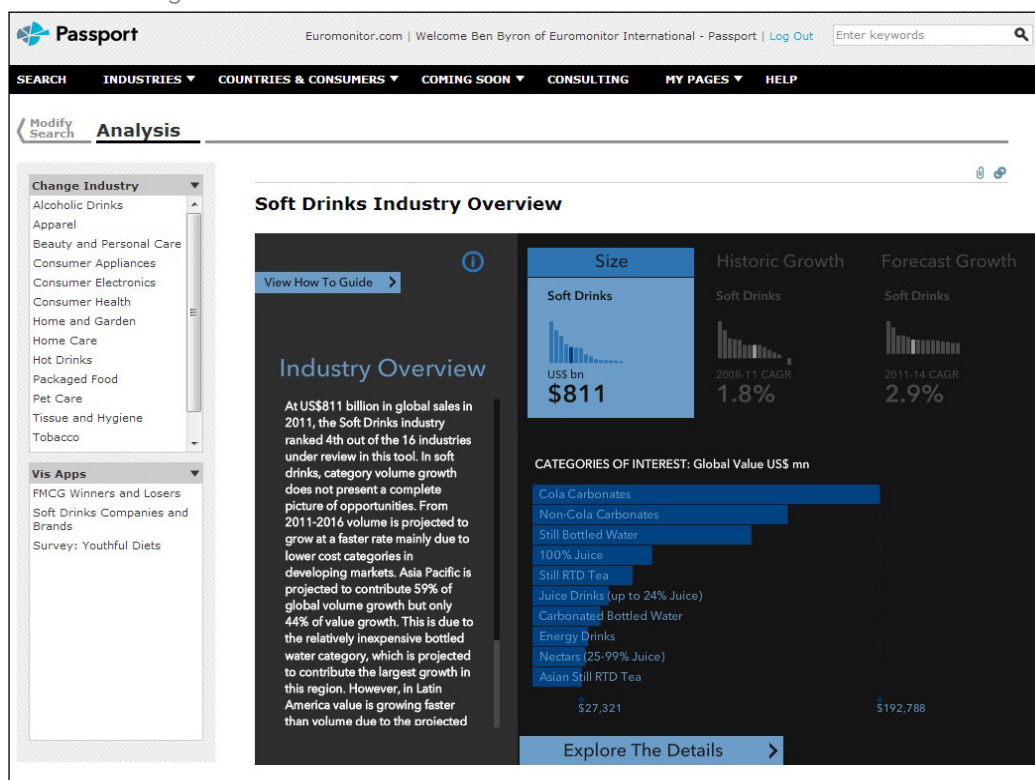 Passport
Euromonitor.com | Welcome Ben Byron of Euromonitor International - Passport | Log Out
Enter keywords
SEARCH INDUSTRIES COUNTRIES & CONSUMERS COMING SOON CONSULTING MY PAGES HELP
Modify
Search
Analysis
Change Industry
Alcoholic Drinks
Apparel
Beauty and Personal Care
Consumer Appliances
Consumer Electronics
Consumer Health
Home and Garden
Home Care
Hot Drinks
Packaged Food
Pet Care
Tissue and Hygiene
Tobacco
Vis Apps
FMCG Winners and Losers
Soft Drinks Companies and
Brands
Survey: Youthful Diets
Soft Drinks Industry Overview
View How To Guide
Industry Overview
At US$811 billion in global sales in
2011, the Soft Drinks industry
ranked 4th out of the 16 industries
under review in this tool. In soft
drinks, category volume growth
does not present a complete
picture of opportunities. From
2011-2016 volume is projected to
grow at a faster rate mainly due to
lower cost categories in
developing markets. Asia Pacific is
projected to contribute 59% of
global volume growth but only
44% of value growth. This is due to
the relatively inexpensive bottled
water category, which is projected
to contribute the largest growth in
this region. However, in Latin
America value is growing faster
than volume due to the projected
Size
Soft Drinks
US$ bn
$811
Historic Growth
Soft Drinks
2008-11 CAGR
1.8%
Forecast Growth
Soft Drinks
2011-14 CAGR
2.9%
CATEGORIES OF INTEREST: Global Value US$ mn
Cola Carbonates
Non-Cola Carbonates
Still Bottled Water
100% Juice
Still RTD Tea
Juice Drinks (up to 24% Juice)
Carbonated Bottled Water
Energy Drinks
Nectars (25-99% Juice)
Asian Still RTD Tea
$27,321 $192,788
Explore The Details